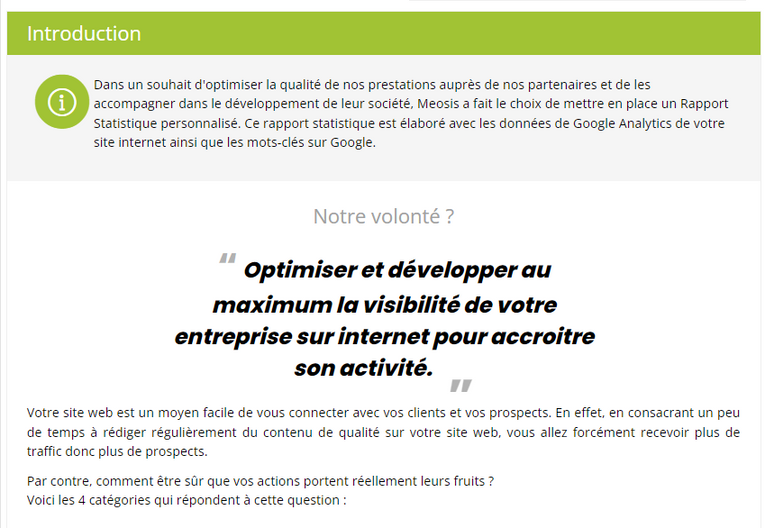 Introduction
Dans un souhait d'optimiser la qualité de nos prestations auprès de nos partenaires et de les
accompagner dans le développement de leur société, Meosis a fait le choix de mettre en place un Rapport
Statistique personnalisé. Ce rapport statistique est élaboré avec les données de Google Analytics de votre
site internet ainsi que les mots-clés sur Google.
Notre volonté ?
“ Optimiser et développer au
maximum la visibilité de votre
entreprise sur internet pour accroitre
son activité. ”
Votre site web est un moyen facile de vous connecter avec vos clients et vos prospects. En effet, en consacrant un peu
de temps à rédiger régulièrement du contenu de qualité sur votre site web, vous allez forcément recevoir plus de
traffic donc plus de prospects.
Par contre, comment être sûr que vos actions portent réellement leurs fruits ?
Voici les 4 catégories qui répondent à cette question :